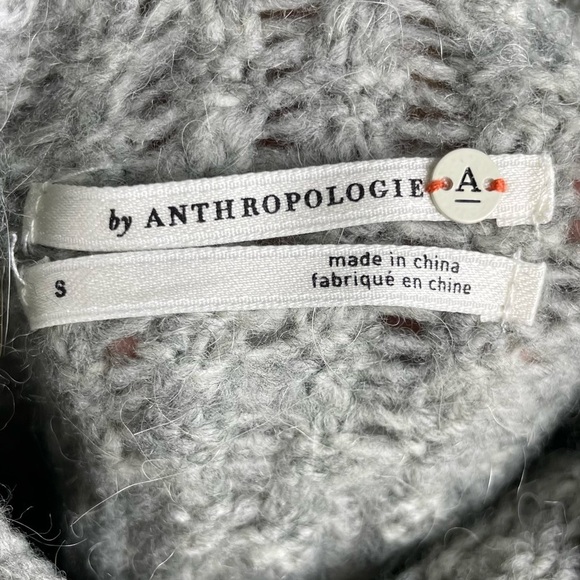 by ANTHROPOLOGIE A
S
made in china
fabriqué en chine